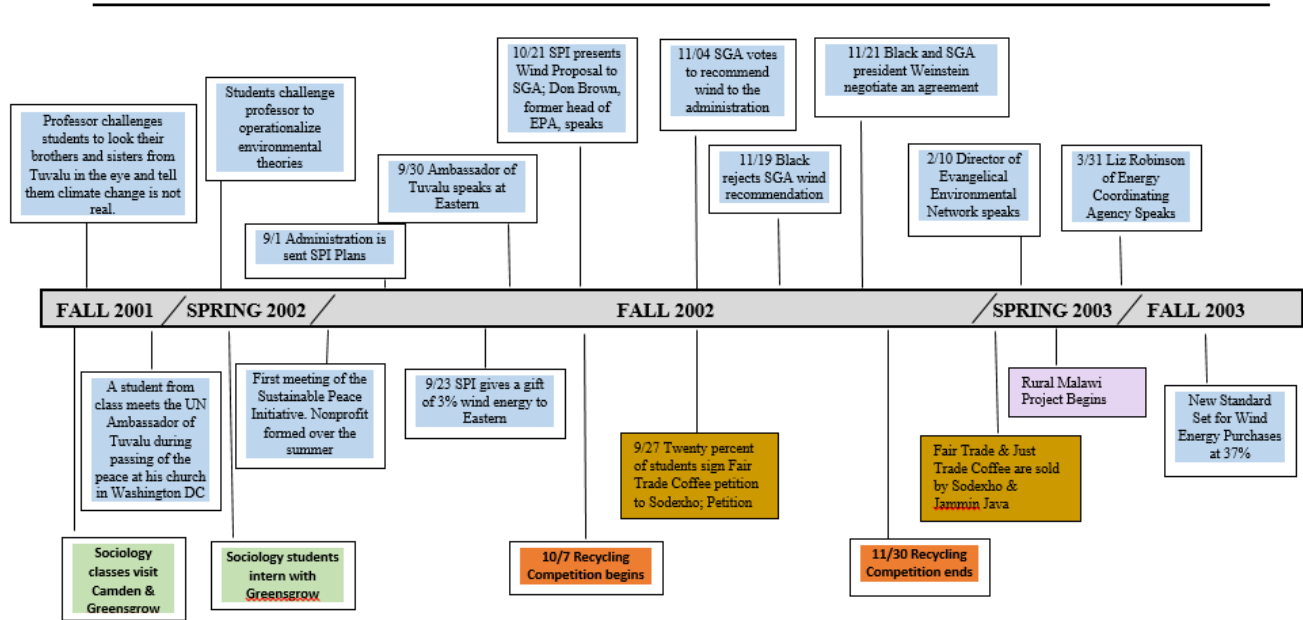 10/21 SPI presents
Wind Proposal to
SGA; Don Brown,
former head of
EPA, speaks
11/04 SGA votes
to recommend
wind to the
administration
11/21 Black and SGA
president Weinstein
negotiate an agreement
Students challenge
professor to
operationalize
environmental
theories
Professor challenges
students to look their
brothers and sisters from
Tuvalu in the eye and tell
them climate change is not
real.
9/30 Ambassador of
Tuvalu speaks at
Eastern
11/19 Black
rejects SGA wind
recommendation
2/10 Director of
Evangelical
Environmental
Network speaks
3/31 Liz Robinson
of Energy
Coordinating
Agency Speaks
9/1 Administration is
sent SPI Plans
FALL 2001 / SPRING 2002 / FALL 2002 / SPRING 2003 / FALL 2003
A student from
class meets the UN
Ambassador of
Tuvalu during
passing of the
peace at his church
in Washington DC
First meeting of the
Sustainable Peace
Initiative. Nonprofit
formed over the
summer
9/23 SPI gives a gift
of 3% wind energy to
Eastern
9/27 Twenty percent
of students sign Fair
Trade Coffee petition
to Sodexho; Petition
Fair Trade & Just
Trade Coffee are sold
by Sodexho &
Jammin Java
Rural Malawi
Project Begins
New Standard
Set for Wind
Energy Purchases
at 37%
Sociology
classes visit
Camden &
Greensgrow
Sociology students
intern with
Greensgrow
10/7 Recycling
Competition begins
11/30 Recycling
Competition ends